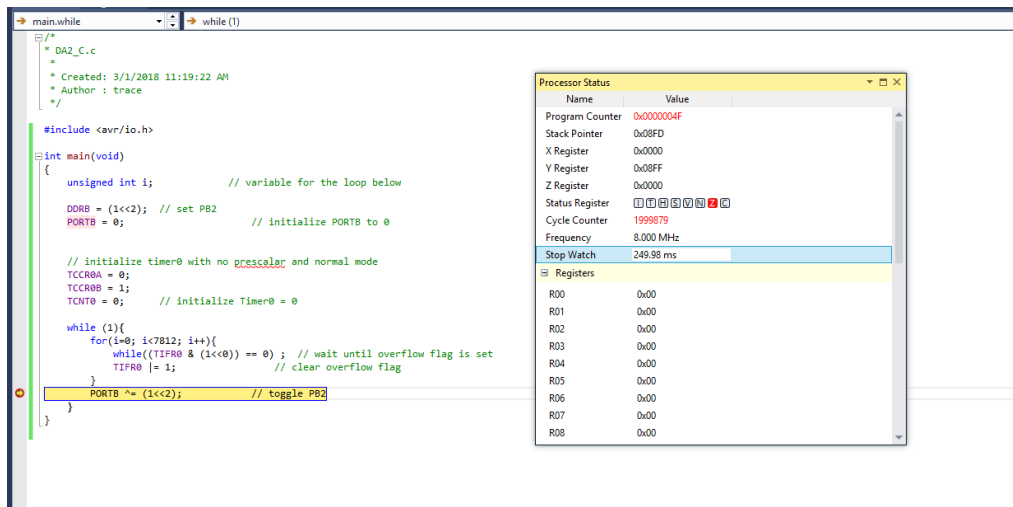 main.while
while (1)
/*
* DA2_C.c
*
* Created: 3/1/2018 11:19:22 AM
* Author : trace
*/
#include <avr/io.h>
int main(void)
{
unsigned int i; // variable for the loop below
DDRB = (1<<2); // set PB2
PORTB = 0; // initialize PORTB to 0
// initialize timer0 with no prescalar and normal mode
TCCR0A = 0;
TCCR0B = 1;
TCNT0 = 0; // initialize Timer0 = 0
while (1){
for(i=0; i<7812; i++){
while((TIFR0 & (1<<0)) == 0) ; // wait until overflow flag is set
TIFR0 |= 1; // clear overflow flag
}
PORTB ^= (1<<2); // toggle PB2
}
}
Processor Status
Name Value
Program Counter 0x0000004F
Stack Pointer 0x08FD
X Register 0x0000
Y Register 0x08FF
Z Register 0x0000
Status Register I T H S V N Z C
Cycle Counter 1999879
Frequency 8.000 MHz
Stop Watch 249.98 ms
Registers
R00 0x00
R01 0x00
R02 0x00
R03 0x00
R04 0x00
R05 0x00
R06 0x00
R07 0x00
R08 0x00